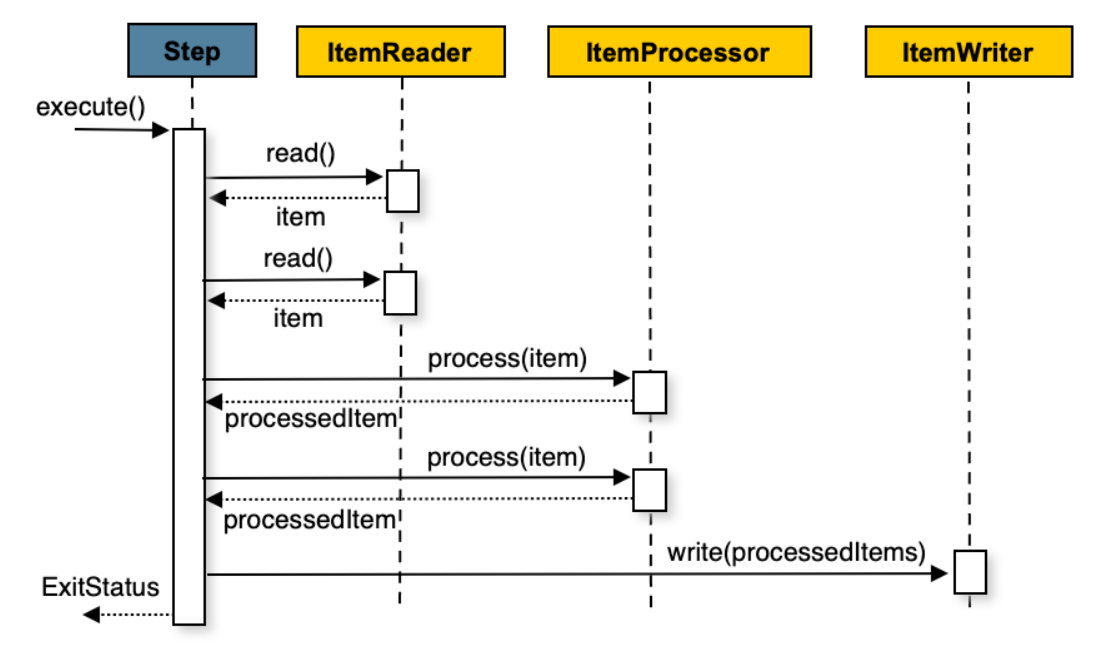 Step
ItemReader
ItemProcessor
ItemWriter
execute()
read()
item
read()
item
process(item)
processedItem
process(item)
processedItem
write(processedItems)
ExitStatus